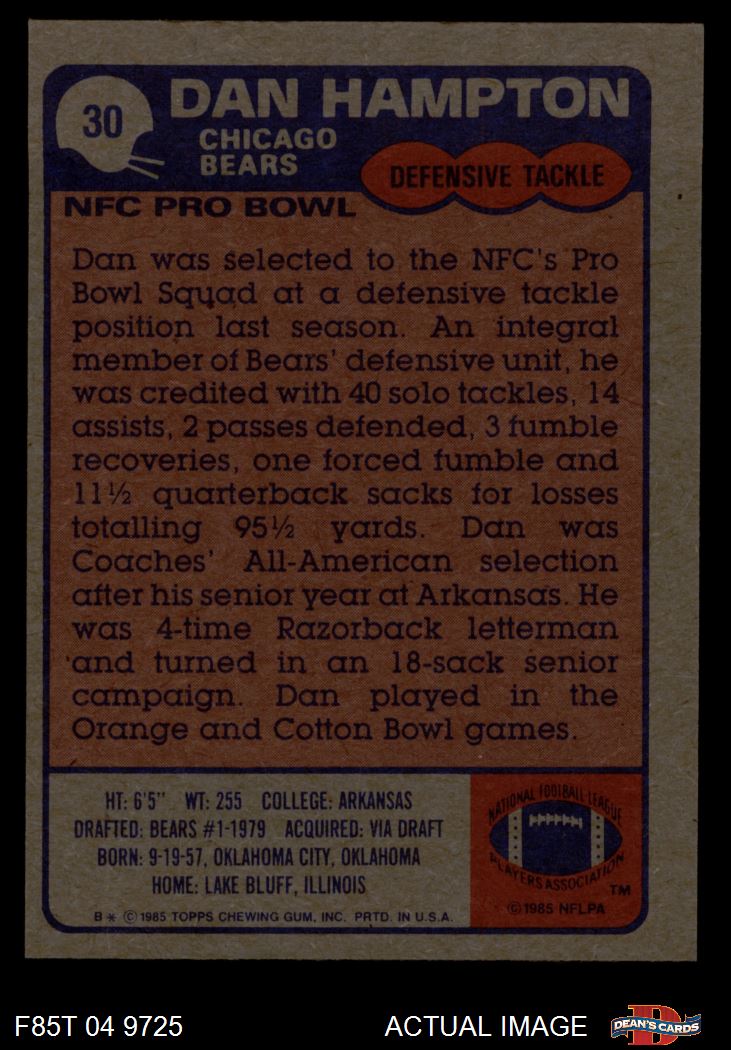 30
DAN HAMPTON
CHICAGO
BEARS
DEFENSIVE TACKLE
NFC PRO BOWL
Dan was selected to the NFC's Pro
Bowl Squad at a defensive tackle
position last season. An integral
member of Bears' defensive unit, he
was credited with 40 solo tackles, 14
assists, 2 passes defended, 3 fumble
recoveries, one forced fumble and
11½ quarterback sacks for losses
totalling 95½ yards. Dan was
Coaches' All-American selection
after his senior year at Arkansas. He
was 4-time Razorback letterman
and turned in an 18-sack senior
campaign. Dan played in the
Orange and Cotton Bowl games.
HT: 6'5" WT: 255 COLLEGE: ARKANSAS
DRAFTED: BEARS #1-1979 ACQUIRED: VIA DRAFT
BORN: 9-19-57, OKLAHOMA CITY, OKLAHOMA
HOME: LAKE BLUFF, ILLINOIS
B * © 1985 TOPPS CHEWING GUM, INC. PRTD. IN U.S.A.
NATIONAL FOOTBALL LEAGUE
PLAYERS ASSOCIATION
TM
© 1985 NFLPA
F85T 04 9725
ACTUAL IMAGE
D
DEAN'S CARDS